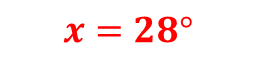 x = 28°